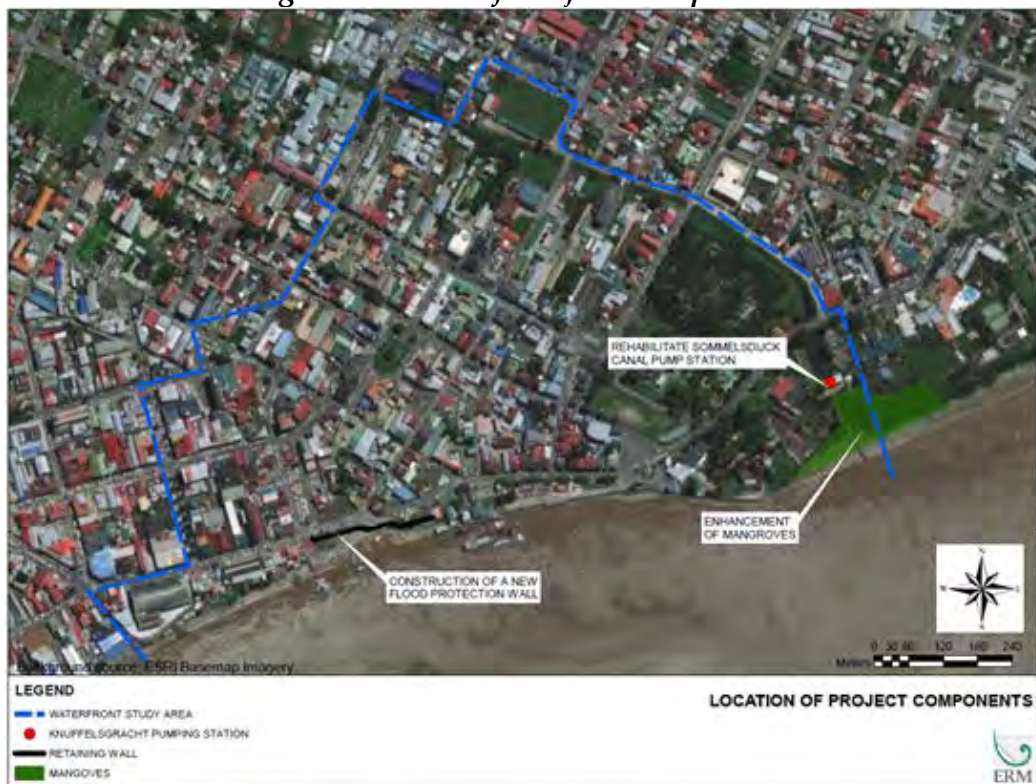 REHABILITATE SOMMELSDIJCK
CANAL PUMP STATION
ENHANCEMENT
OF MANGROVES
CONSTRUCTION OF A NEW
FLOOD PROTECTION WALL
N
W
E
S
0 30 60 120 180 240
Meters
Background source: ESRI Basemap Imagery
LEGEND
WATERFRONT STUDY AREA
KNUFFELSGRACHT PUMPING STATION
RETAINING WALL
MANGOVES
LOCATION OF PROJECT COMPONENTS
ERM